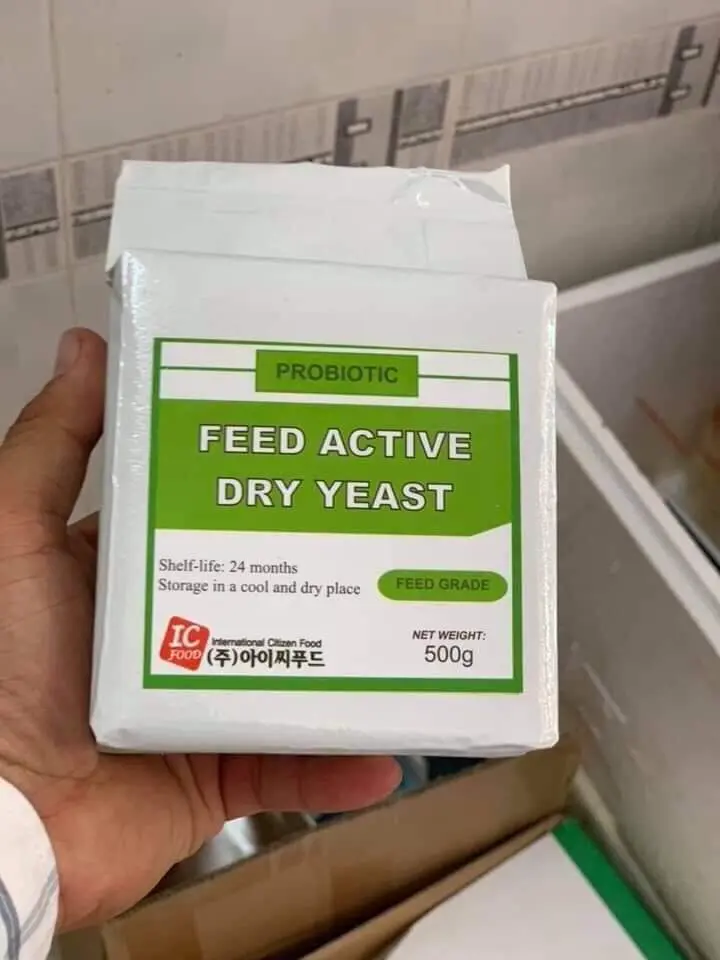 PROBIOTIC
FEED ACTIVE
DRY YEAST
Shelf-life: 24 months
Storage in a cool and dry place
FEED GRADE
IC
FOOD
International Citizen Food
(주)아이씨푸드
NET WEIGHT:
500g